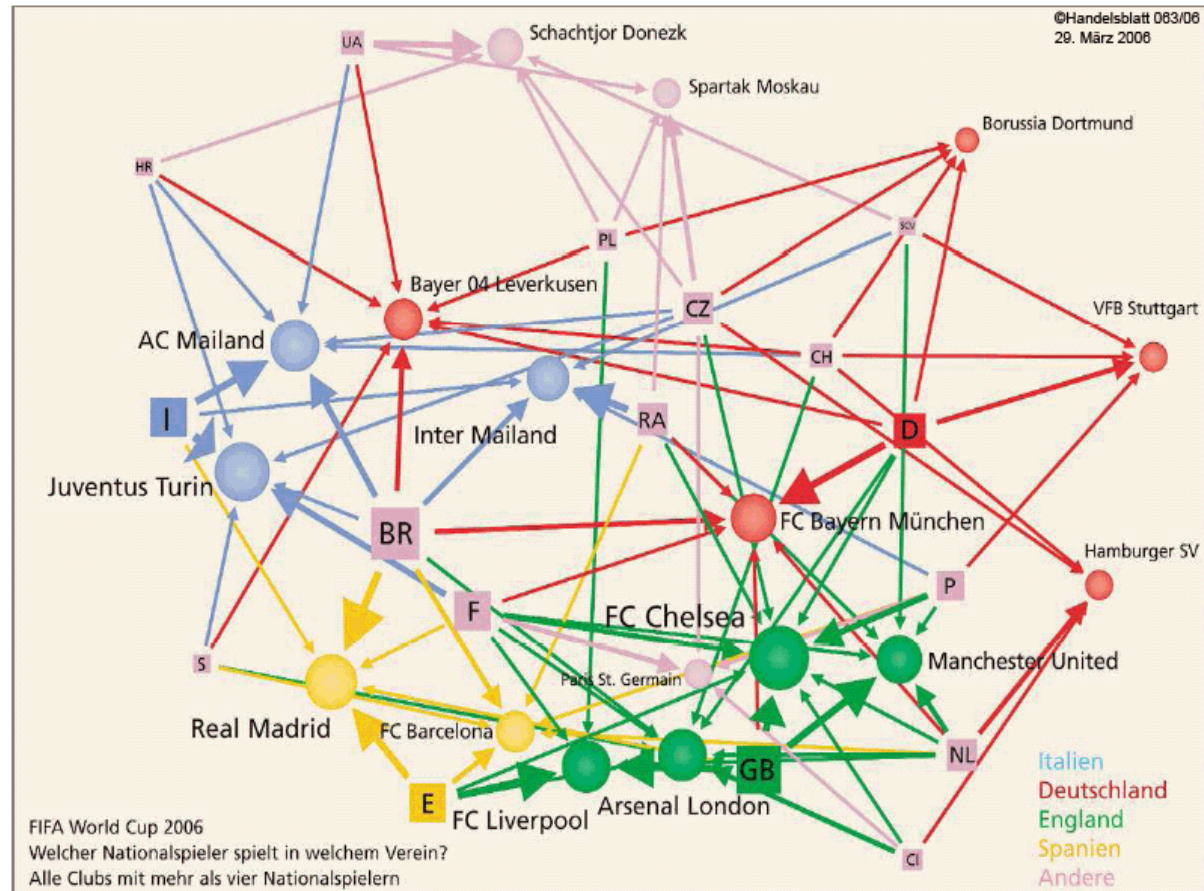 ©Handelsblatt 063/06
29. März 2006
UA
Schachtjor Donezk
Spartak Moskau
Borussia Dortmund
HR
PL
SCV
Bayer 04 Leverkusen
CZ
VFB Stuttgart
AC Mailand
CH
I
Inter Mailand
RA
D
Juventus Turin
BR
FC Bayern München
Hamburger SV
F
FC Chelsea
P
S
Paris St. Germain
Manchester United
Real Madrid
FC Barcelona
GB
NL
E
FC Liverpool
Arsenal London
CI
Italien
Deutschland
England
Spanien
Andere
FIFA World Cup 2006
Welcher Nationalspieler spielt in welchem Verein?
Alle Clubs mit mehr als vier Nationalspielern